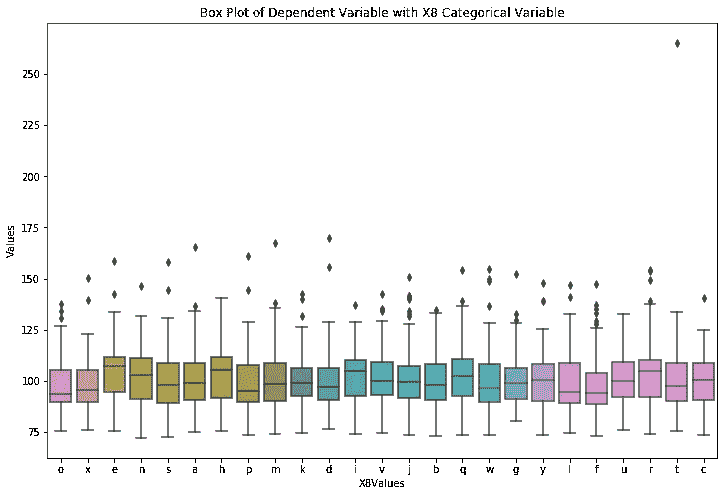 Box Plot of Dependent Variable with X8 Categorical Variable
250
225
200
175
150
125
100
75
Values
o x e n s a h p m k d i v j b q w g y l f u r t c
X8Values